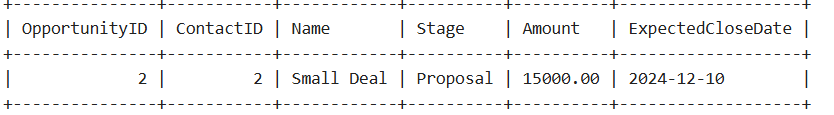 +---------------+-----------+------------+----------+----------+-------------------+
| OpportunityID | ContactID | Name       | Stage    | Amount   | ExpectedCloseDate |
+---------------+-----------+------------+----------+----------+-------------------+
|             2 |         2 | Small Deal | Proposal | 15000.00 | 2024-12-10        |
+---------------+-----------+------------+----------+----------+-------------------+